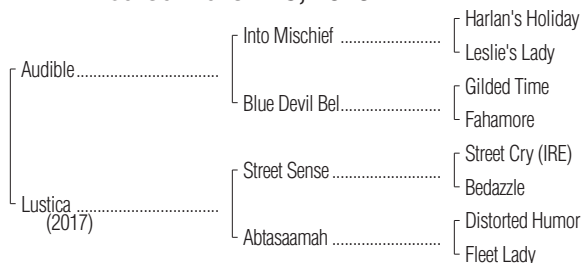 Harlan's Holiday
Into Mischief
Leslie's Lady
Audible
Gilded Time
Blue Devil Bel
Fahamore
Street Cry (IRE)
Street Sense
Bedazzle
Lustica
(2017)
Distorted Humor
Abtasaamah
Fleet Lady